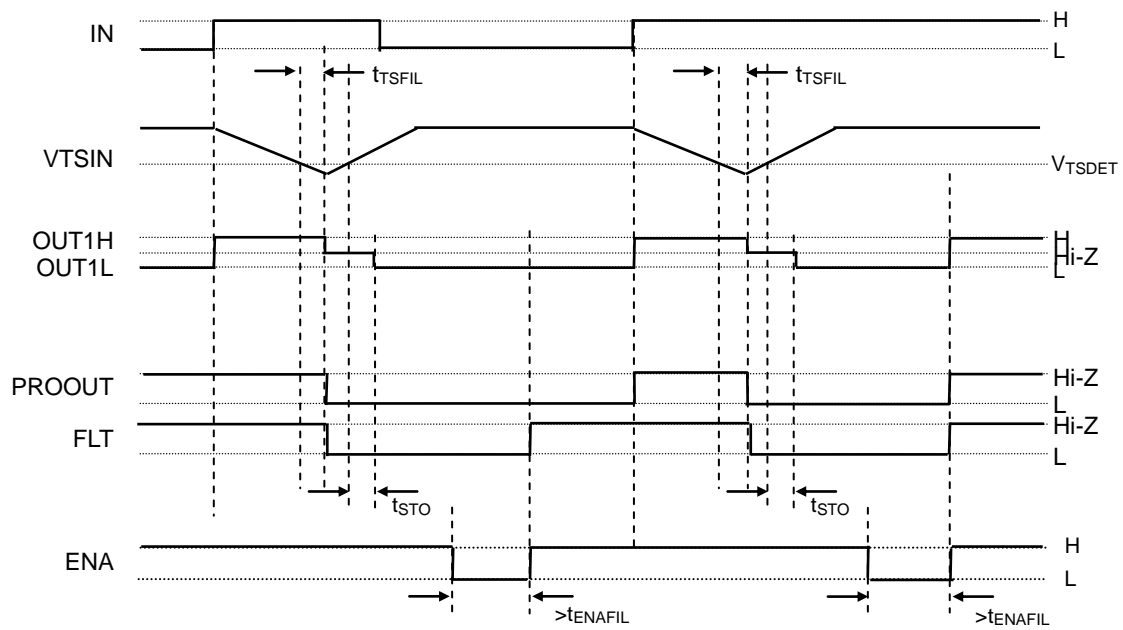 IN
H
L
tTSFIL
tTSFIL
VTSIN
VTSDET
OUT1H
H
Hi-Z
OUT1L
L
PROOUT
Hi-Z
L
FLT
Hi-Z
L
tSTO
tSTO
ENA
H
L
>tENAFIL
>tENAFIL